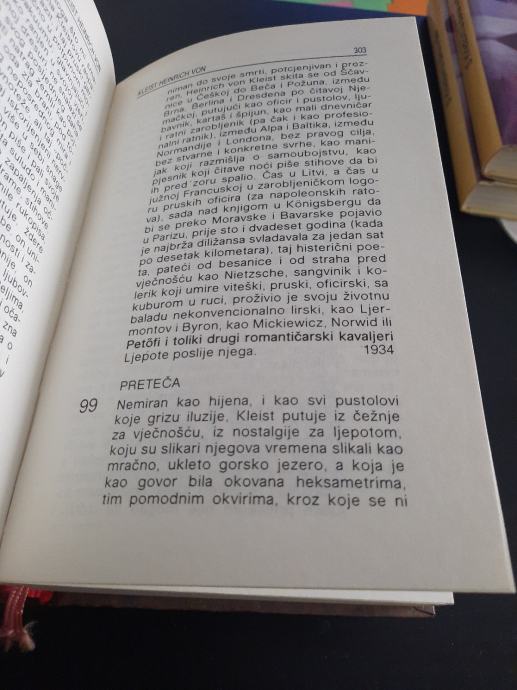 KLEIST HEINRICH VON
303
niman do svoje smrti, potcjenjivan i proz-
ren, Heinrich von Kleist skita se od Ščav-
nice u Češkoj do Beča i Požuna, između
Brna, Berlina i Dresdena po čitavoj Nje-
mačkoj, putujući kao oficir i pustolov, lju-
bavnik, kartaš i špijun, kao mali dnevničar
i ratni zarobljenik (pa čak i kao profesio-
nalni ratnik), između Alpa i Baltika, između
Normandije i Londona, bez pravog cilja,
bez stvarne i konkretne svrhe, kao mani-
jak koji razmišlja o samoubojstvu, kao
pjesnik koji čitave noći piše stihove da bi
ih pred zoru spalio. Čas u Litvi, a čas u
južnoj Francuskoj u zarobljeničkom logo-
ru pruskih oficira (za napoleonskih rato-
va), sada nad knjigom u Königsbergu da
bi se preko Moravske i Bavarske pojavio
u Parizu, prije sto i dvadeset godina (kada
je najbrža diližansa svladavala za jedan sat
po desetak kilometara), taj histerični poe-
ta, pateći od besanice i od straha pred
vječnošću kao Nietzsche, sangvinik i ko-
lerik koji umire viteški, pruski, oficirski, sa
kuburom u ruci, proživio je svoju životnu
baladu nekonvencionalno lirski, kao Ljer-
montov i Byron, kao Mickiewicz, Norwid ili
Petőfi i toliki drugi romantičarski kavaljeri
Ljepote poslije njega. 1934
PRETEČA
99 Nemiran kao hijena, i kao svi pustolovi
koje grizu iluzije, Kleist putuje iz čežnje
za vječnošću, iz nostalgije za ljepotom,
koju su slikari njegova vremena slikali kao
mračno, ukleto gorsko jezero, a koja je
kao govor bila okovana heksametrima,
tim pomodnim okvirima, kroz koje se ni